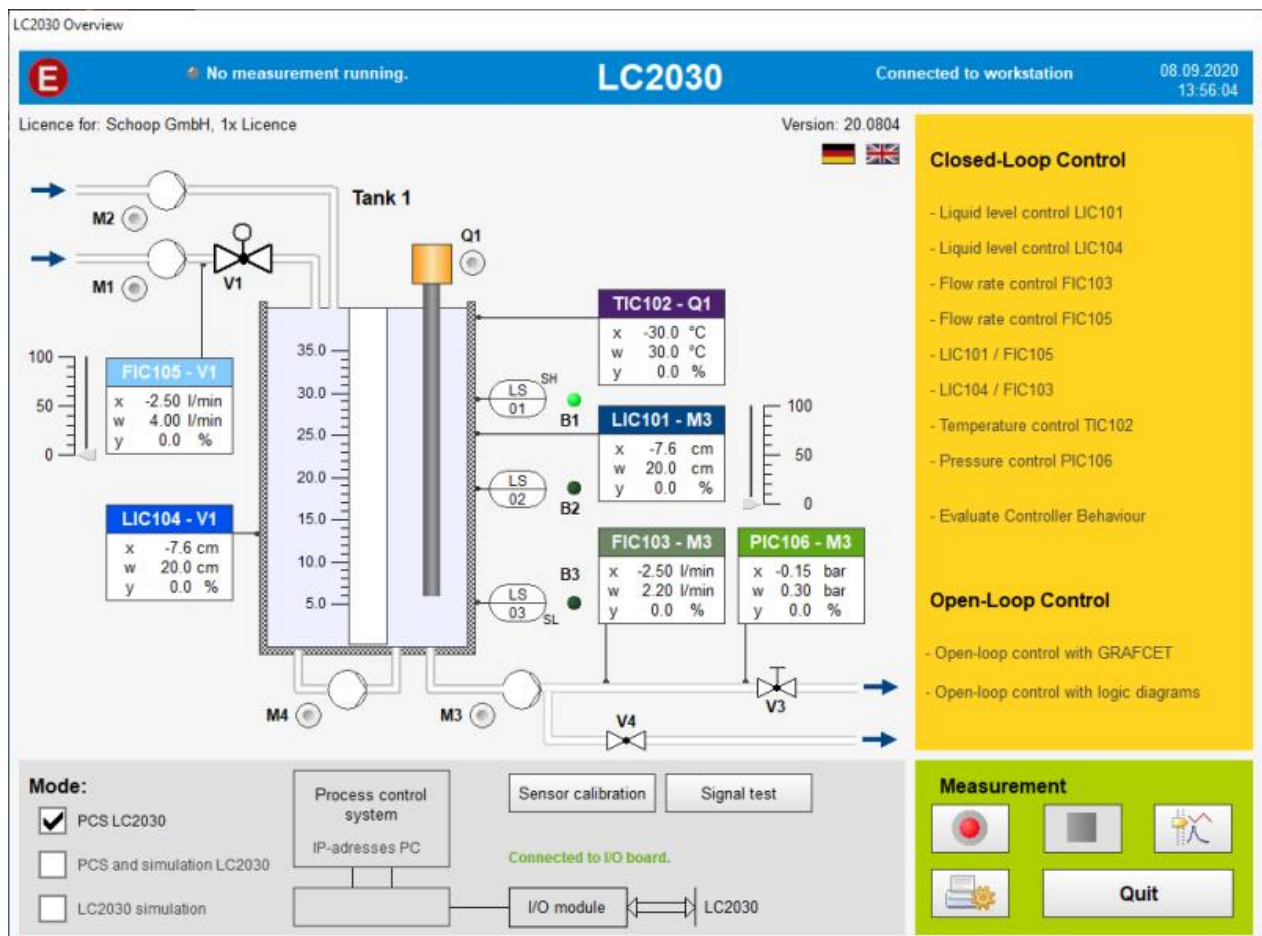 LC2030 Overview
E
No measurement running.
LC2030
Connected to workstation
08.09.2020
13:56:04
Licence for: Schoop GmbH, 1x Licence
Version: 20.0804
M2
M1
V1
Tank 1
Q1
TIC102 - Q1
x -30.0 °C
w 30.0 °C
y 0.0 %
100
50
0
FIC105 - V1
x -2.50 l/min
w 4.00 l/min
y 0.0 %
LIC104 - V1
x -7.6 cm
w 20.0 cm
y 0.0 %
35.0
30.0
25.0
20.0
15.0
10.0
5.0
LS
01
SH
B1
LS
02
B2
LS
03
SL
B3
LIC101 - M3
x -7.6 cm
w 20.0 cm
y 0.0 %
100
50
0
FIC103 - M3
x -2.50 l/min
w 2.20 l/min
y 0.0 %
PIC106 - M3
x -0.15 bar
w 0.30 bar
y 0.0 %
M4
M3
V4
V3
Closed-Loop Control
- Liquid level control LIC101
- Liquid level control LIC104
- Flow rate control FIC103
- Flow rate control FIC105
- LIC101 / FIC105
- LIC104 / FIC103
- Temperature control TIC102
- Pressure control PIC106
- Evaluate Controller Behaviour
Open-Loop Control
- Open-loop control with GRAFCET
- Open-loop control with logic diagrams
Mode:
PCS LC2030
PCS and simulation LC2030
LC2030 simulation
Process control
system
IP-adresses PC
Sensor calibration
Signal test
Connected to I/O board.
I/O module
LC2030
Measurement
Quit